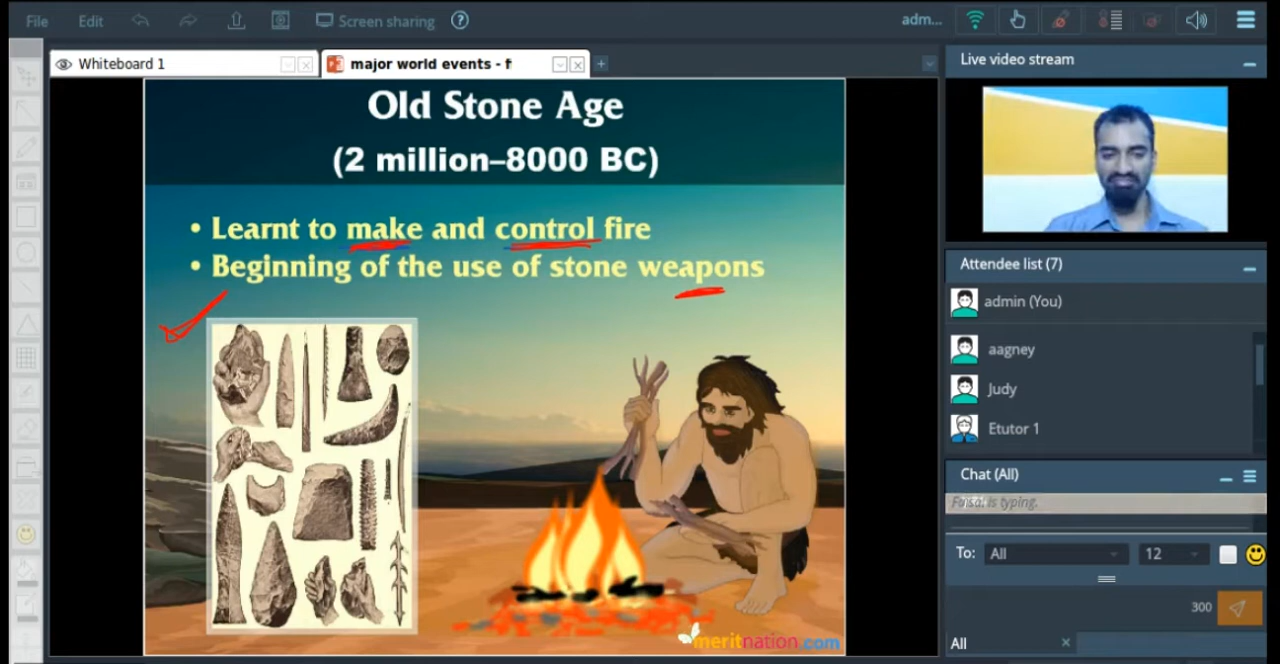 File Edit Screen sharing adm...
Whiteboard 1 major world events - f
Old Stone Age
(2 million–8000 BC)
• Learnt to make and control fire
• Beginning of the use of stone weapons
meritnation.com
Live video stream
Attendee list (7)
admin (You)
aagney
Judy
Etutor 1
Chat (All)
is typing.
To: All 12
300
All